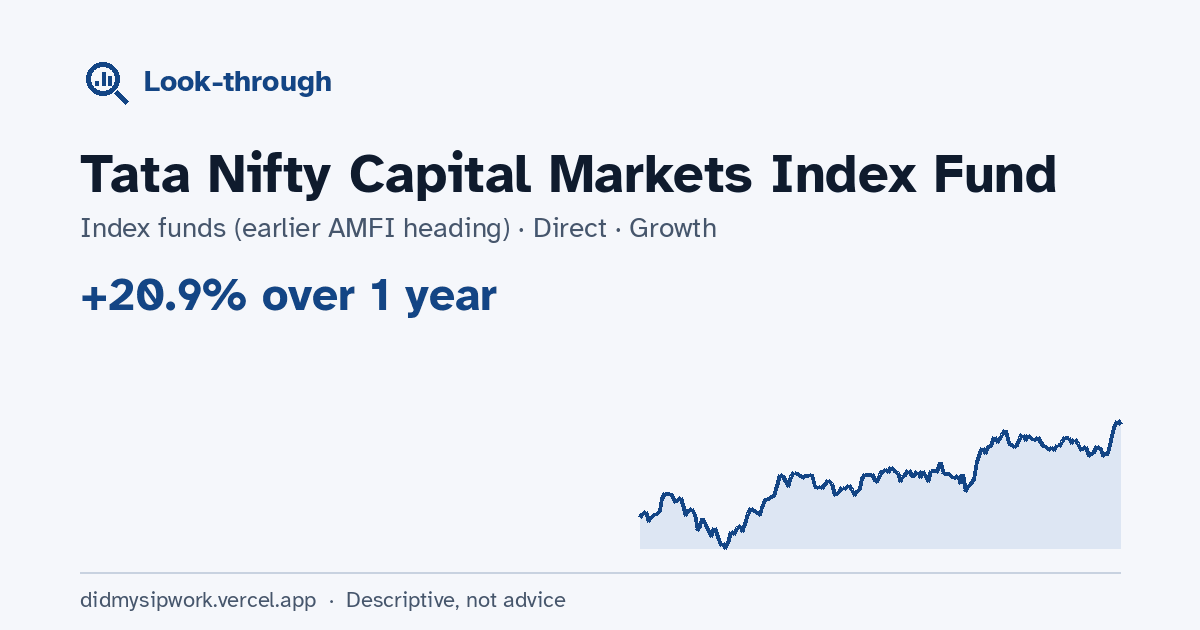 Look-through
Tata Nifty Capital Markets Index Fund
Index funds (earlier AMFI heading) · Direct · Growth
+20.9% over 1 year
didmysipwork.vercel.app · Descriptive, not advice